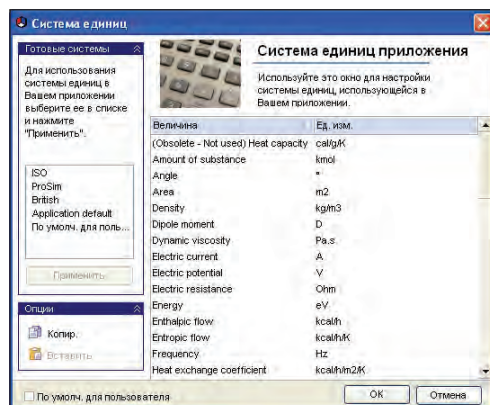 Система единиц
Готовые системы
Для использования
системы единиц в
Вашем приложении
выберите ее в списке
и нажмите
"Применить".
ISO
ProSim
British
Application default
По умолч. для поль...
Применить
Опции
Копир.
Вставить
Система единиц приложения
Используйте это окно для настройки
системы единиц, использующейся в
Вашем приложении.
Величина Ед. изм.
(Obsolete - Not used) Heat capacity cal/g/K
Amount of substance kmol
Angle °
Area m2
Density kg/m3
Dipole moment D
Dynamic viscosity Pa.s
Electric current A
Electric potential V
Electric resistance Ohm
Energy eV
Enthalpic flow kcal/h
Entropic flow kcal/h/K
Frequency Hz
Heat exchange coefficient kcal/h/m2/K
По умолч. для пользователя
OK Отмена